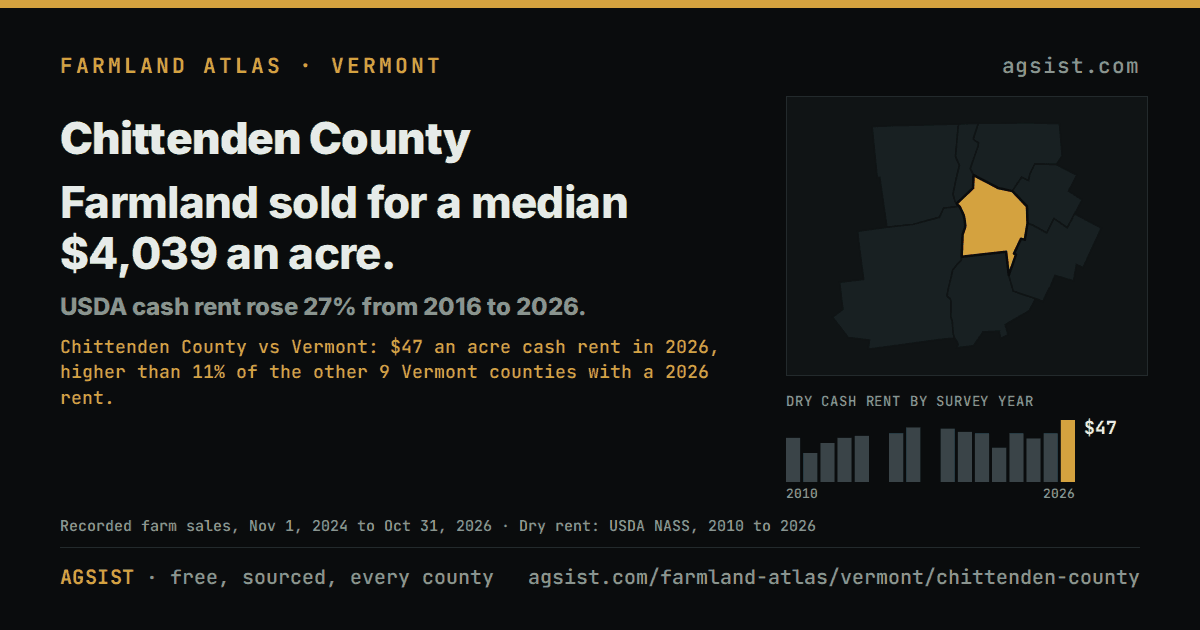 FARMLAND ATLAS · VERMONT
agsist.com
Chittenden County
Farmland sold for a median
$4,039 an acre.
USDA cash rent rose 27% from 2016 to 2026.
Chittenden County vs Vermont: $47 an acre cash rent in 2026,
higher than 11% of the other 9 Vermont counties with a 2026
rent.
DRY CASH RENT BY SURVEY YEAR
$47
2010
2026
Recorded farm sales, Nov 1, 2024 to Oct 31, 2026 · Dry rent: USDA NASS, 2010 to 2026
AGSIST · free, sourced, every county
agsist.com/farmland-atlas/vermont/chittenden-county